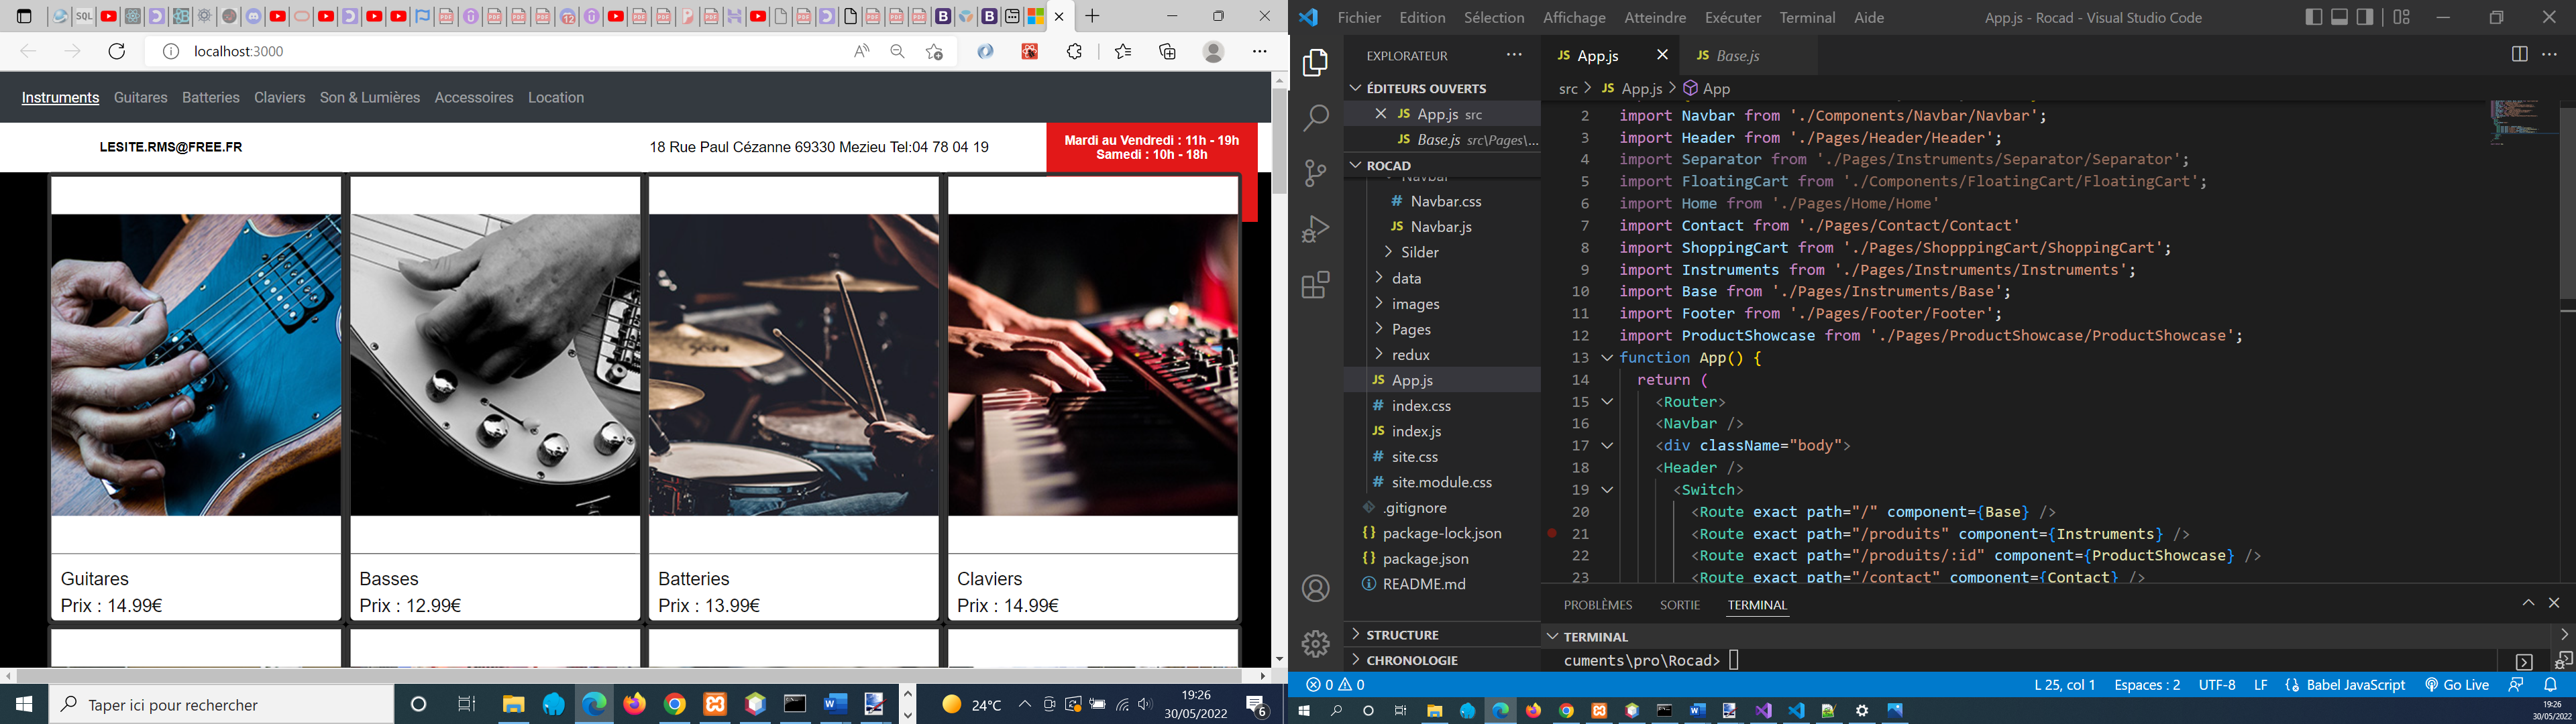 localhost:3000
Instruments Guitares Batteries Claviers Son & Lumières Accessoires Location
LESITE.RMS@FREE.FR
18 Rue Paul Cézanne 69330 Mezieu Tel:04 78 04 19
Mardi au Vendredi : 11h - 19h
Samedi : 10h - 18h
Guitares
Prix : 14.99€
Basses
Prix : 12.99€
Batteries
Prix : 13.99€
Claviers
Prix : 14.99€
Taper ici pour rechercher
24°C
19:26
30/05/2022
6
Fichier Edition Sélection Affichage Atteindre Exécuter Terminal Aide
App.js - Rocad - Visual Studio Code
EXPLORATEUR
ÉDITEURS OUVERTS
App.js src
Base.js src\Pages\...
ROCAD
Navbar
Navbar.css
Navbar.js
Silder
data
images
Pages
redux
App.js
index.css
index.js
site.css
site.module.css
.gitignore
package-lock.json
package.json
README.md
STRUCTURE
CHRONOLOGIE
App.js
Base.js
src > App.js > App
2 import Navbar from './Components/Navbar/Navbar';
3 import Header from './Pages/Header/Header';
4 import Separator from './Pages/Instruments/Separator/Separator';
5 import FloatingCart from './Components/FloatingCart/FloatingCart';
6 import Home from './Pages/Home/Home'
7 import Contact from './Pages/Contact/Contact'
8 import ShoppingCart from './Pages/ShopppingCart/ShoppingCart';
9 import Instruments from './Pages/Instruments/Instruments';
10 import Base from './Pages/Instruments/Base';
11 import Footer from './Pages/Footer/Footer';
12 import ProductShowcase from './Pages/ProductShowcase/ProductShowcase';
13 function App() {
14 return (
15 <Router>
16 <Navbar />
17 <div className="body">
18 <Header />
19 <Switch>
20 <Route exact path="/" component={Base} />
21 <Route exact path="/produits" component={Instruments} />
22 <Route exact path="/produits/:id" component={ProductShowcase} />
23 <Route exact path="/contact" component={Contact} />
PROBLÈMES SORTIE TERMINAL
TERMINAL
cuments\pro\Rocad>
0 0
L 25, col 1 Espaces : 2 UTF-8 LF Babel JavaScript Go Live
19:26
30/05/2022